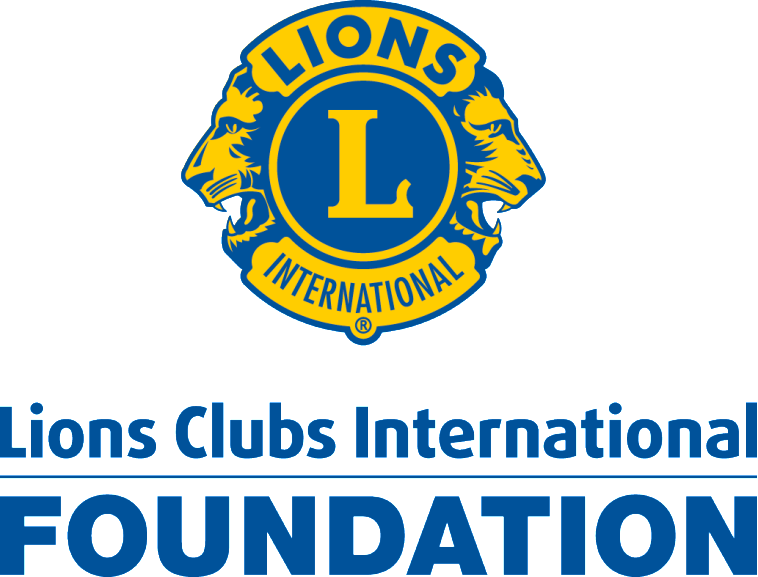 LIONS
L
INTERNATIONAL
®
Lions Clubs International
FOUNDATION